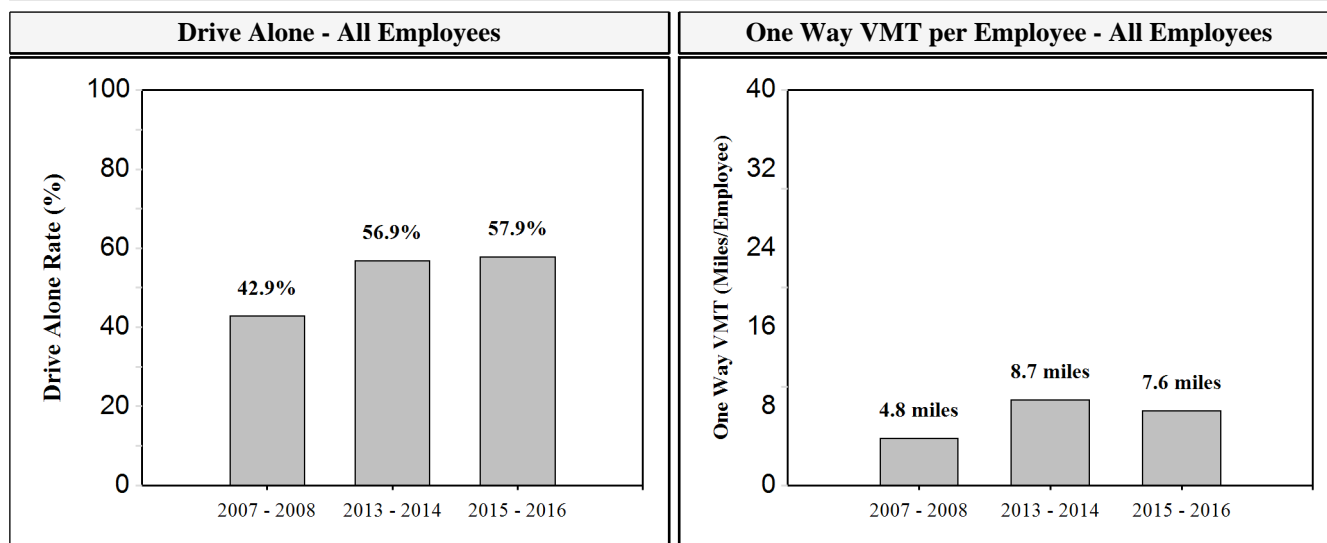 Drive Alone - All Employees
One Way VMT per Employee - All Employees
Drive Alone Rate (%)
100
80
60
40
20
0
42.9%
56.9%
57.9%
2007 - 2008
2013 - 2014
2015 - 2016
One Way VMT (Miles/Employee)
40
32
24
16
8
0
4.8 miles
8.7 miles
7.6 miles
2007 - 2008
2013 - 2014
2015 - 2016